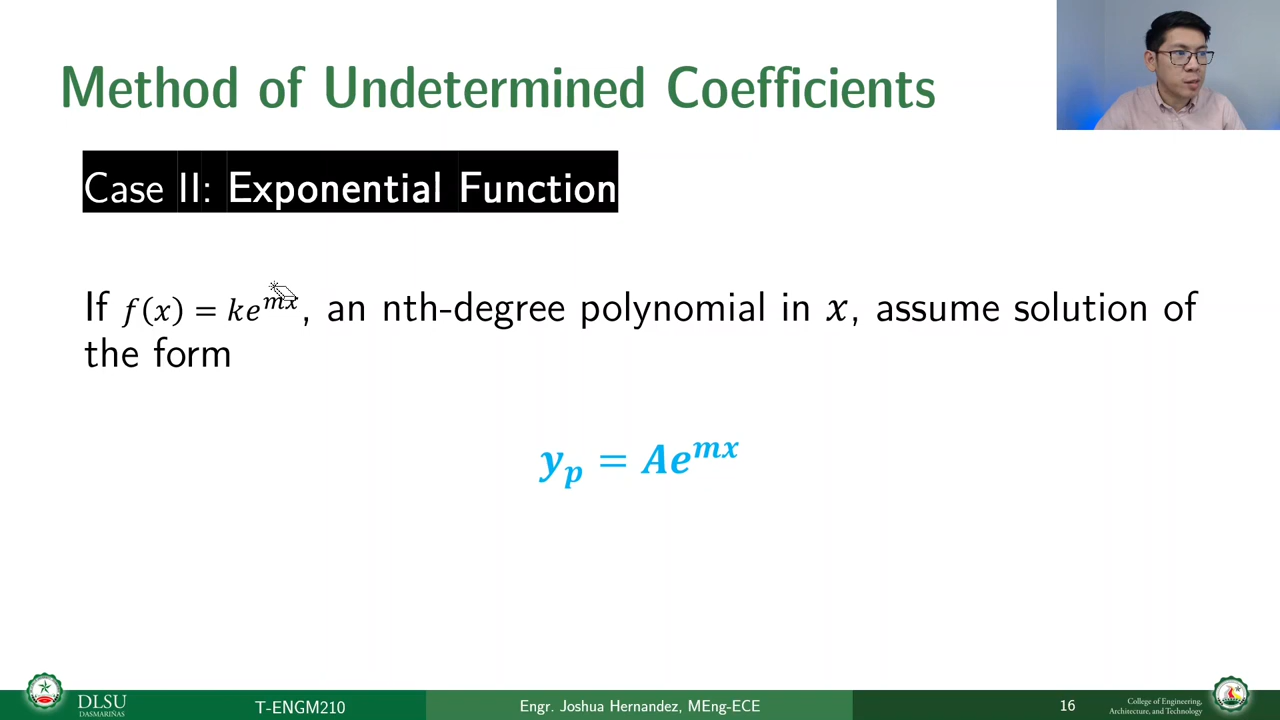 Method of Undetermined Coefficients
Case II: Exponential Function
If f(x) = ke^{mx}, an nth-degree polynomial in x, assume solution of
the form
y_p = Ae^{mx}
DLSU
DASMARIÑAS
T-ENGM210
Engr. Joshua Hernandez, MEng-ECE
16
College of Engineering,
Architecture, and Technology